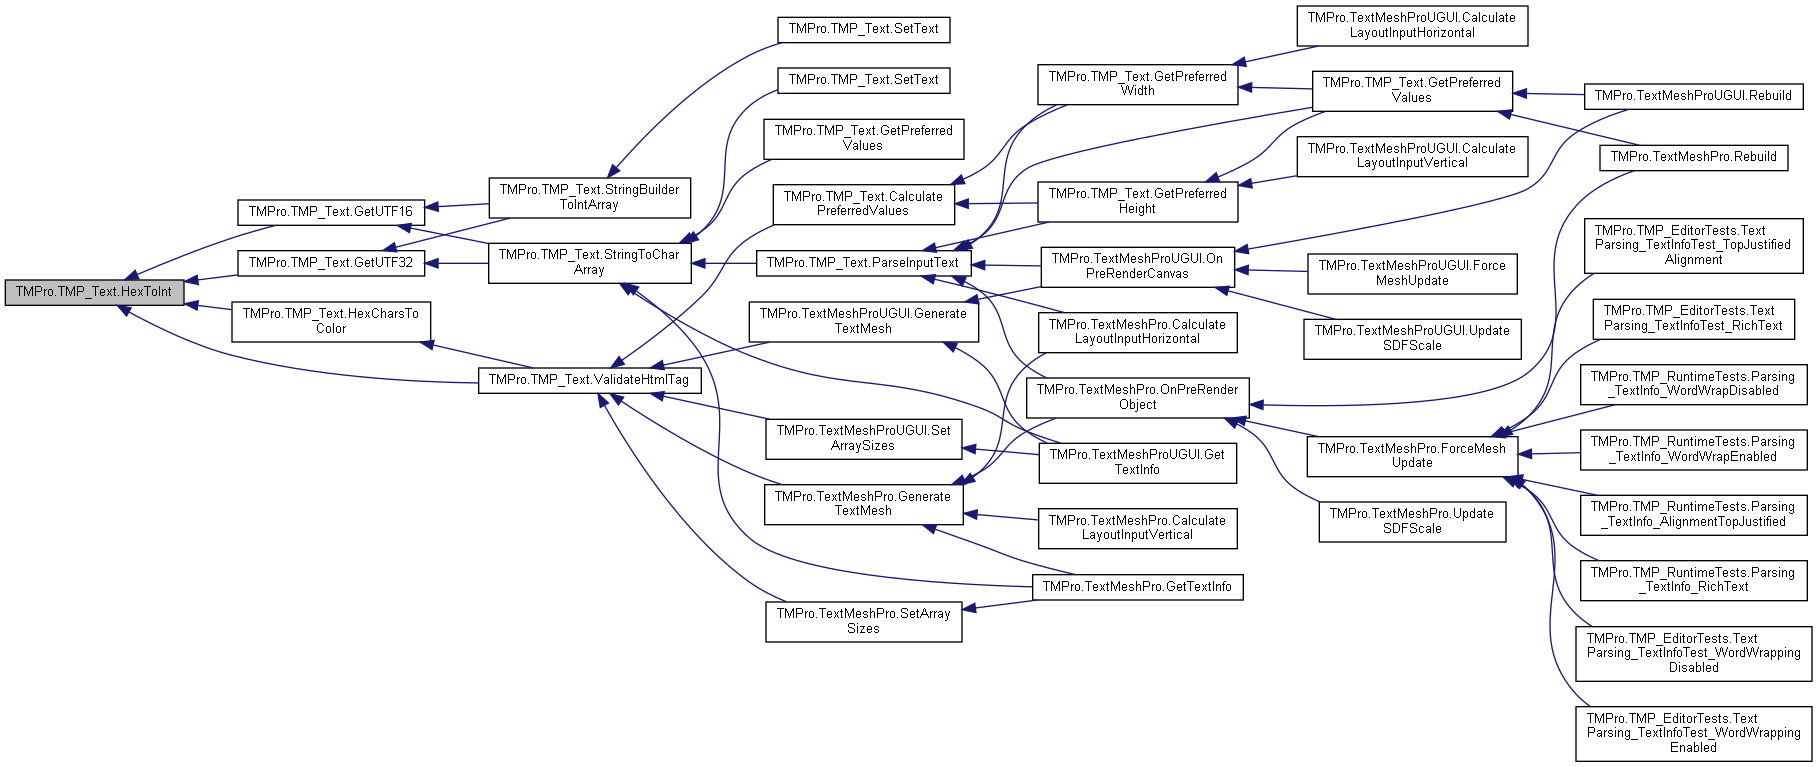 TMPro.TMP_Text.HexToInt
TMPro.TMP_Text.GetUTF16
TMPro.TMP_Text.GetUTF32
TMPro.TMP_Text.HexCharsTo
Color
TMPro.TMP_Text.StringBuilder
ToIntArray
TMPro.TMP_Text.StringToChar
Array
TMPro.TMP_Text.ValidateHtmlTag
TMPro.TMP_Text.SetText
TMPro.TMP_Text.SetText
TMPro.TMP_Text.GetPreferred
Values
TMPro.TMP_Text.Calculate
PreferredValues
TMPro.TMP_Text.ParseInputText
TMPro.TextMeshProUGUI.Generate
TextMesh
TMPro.TextMeshProUGUI.Set
ArraySizes
TMPro.TextMeshPro.Generate
TextMesh
TMPro.TextMeshPro.SetArray
Sizes
TMPro.TMP_Text.GetPreferred
Width
TMPro.TMP_Text.GetPreferred
Height
TMPro.TextMeshProUGUI.On
PreRenderCanvas
TMPro.TextMeshPro.Calculate
LayoutInputHorizontal
TMPro.TextMeshPro.OnPreRender
Object
TMPro.TextMeshProUGUI.Get
TextInfo
TMPro.TextMeshPro.Calculate
LayoutInputVertical
TMPro.TextMeshPro.GetTextInfo
TMPro.TextMeshProUGUI.Calculate
LayoutInputHorizontal
TMPro.TMP_Text.GetPreferred
Values
TMPro.TextMeshProUGUI.Calculate
LayoutInputVertical
TMPro.TextMeshProUGUI.Force
MeshUpdate
TMPro.TextMeshProUGUI.Update
SDFScale
TMPro.TextMeshPro.ForceMesh
Update
TMPro.TextMeshPro.Update
SDFScale
TMPro.TextMeshProUGUI.Rebuild
TMPro.TextMeshPro.Rebuild
TMPro.TMP_EditorTests.Text
Parsing_TextInfoTest_TopJustified
Alignment
TMPro.TMP_EditorTests.Text
Parsing_TextInfoTest_RichText
TMPro.TMP_RuntimeTests.Parsing
_TextInfo_WordWrapDisabled
TMPro.TMP_RuntimeTests.Parsing
_TextInfo_WordWrapEnabled
TMPro.TMP_RuntimeTests.Parsing
_TextInfo_AlignmentTopJustified
TMPro.TMP_RuntimeTests.Parsing
_TextInfo_RichText
TMPro.TMP_EditorTests.Text
Parsing_TextInfoTest_WordWrapping
Disabled
TMPro.TMP_EditorTests.Text
Parsing_TextInfoTest_WordWrapping
Enabled